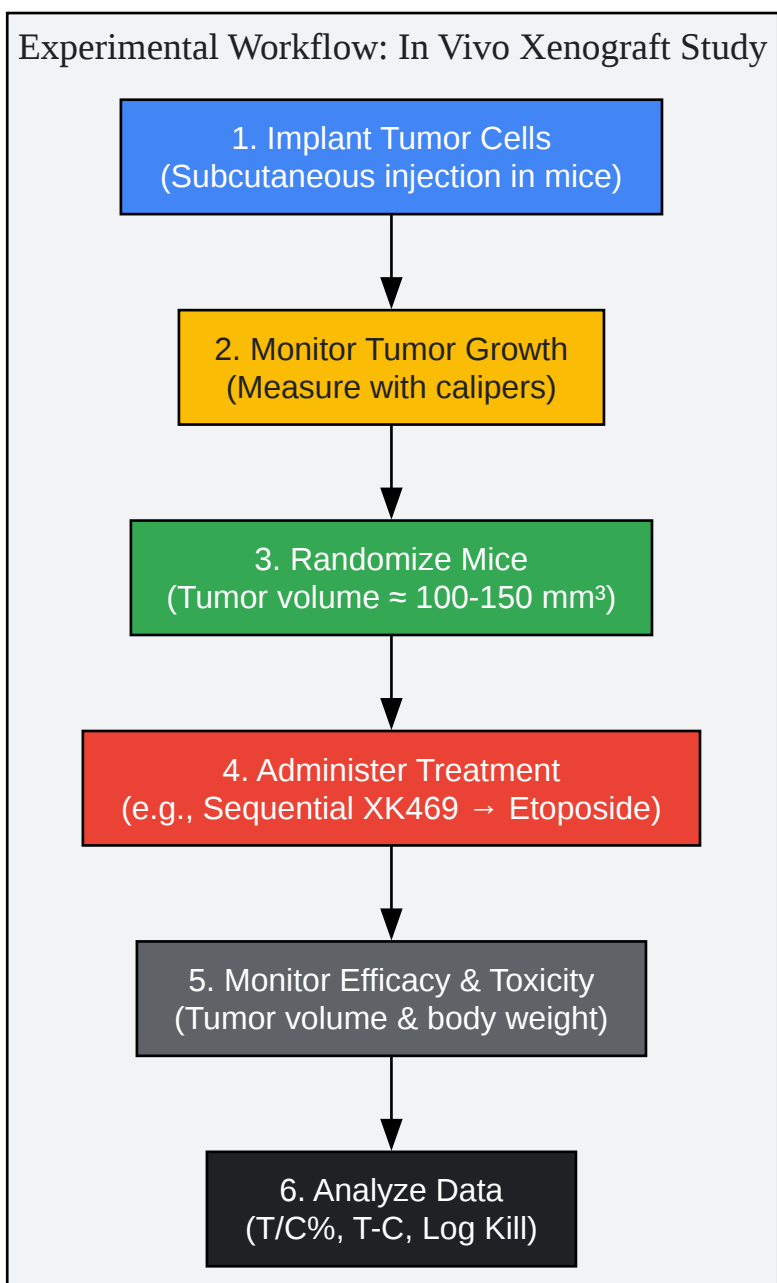 Experimental Workflow: In Vivo Xenograft Study
1. Implant Tumor Cells
(Subcutaneous injection in mice)
2. Monitor Tumor Growth
(Measure with calipers)
3. Randomize Mice
(Tumor volume ≈ 100-150 mm³)
4. Administer Treatment
(e.g., Sequential XK469 → Etoposide)
5. Monitor Efficacy & Toxicity
(Tumor volume & body weight)
6. Analyze Data
(T/C%, T-C, Log Kill)